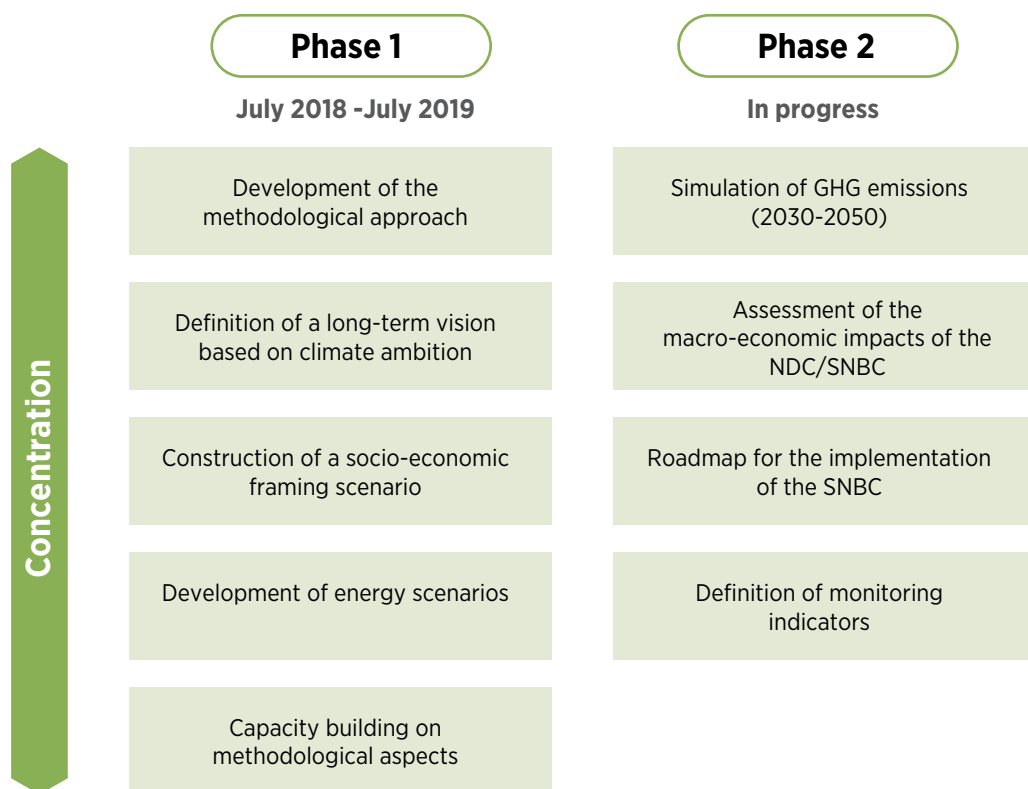 Phase 1
July 2018 -July 2019
Development of the
methodological approach
Definition of a long-term vision
based on climate ambition
Construction of a socio-economic
framing scenario
Development of energy scenarios
Capacity building on
methodological aspects
Phase 2
In progress
Simulation of GHG emissions
(2030-2050)
Assessment of the
macro-economic impacts of the
NDC/SNBC
Roadmap for the implementation
of the SNBC
Definition of monitoring
indicators
Concentration